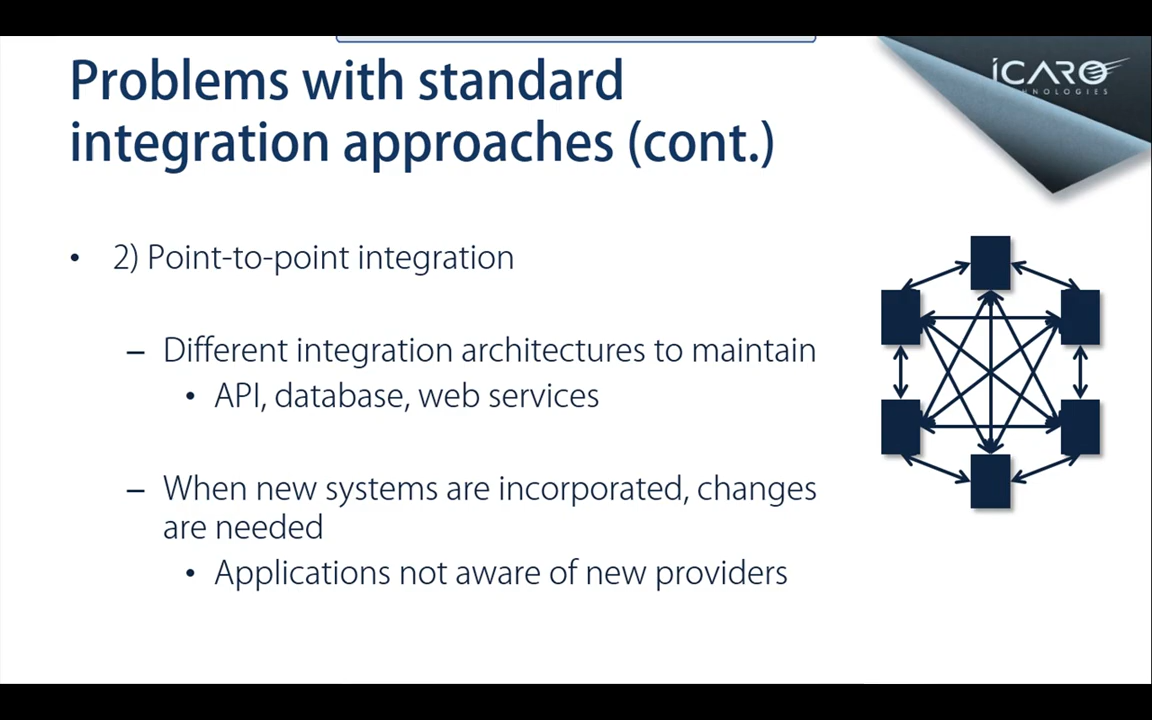 Problems with standard
integration approaches (cont.)
iCARO
NOLOGIES
• 2) Point-to-point integration
– Different integration architectures to maintain
• API, database, web services
– When new systems are incorporated, changes
are needed
• Applications not aware of new providers